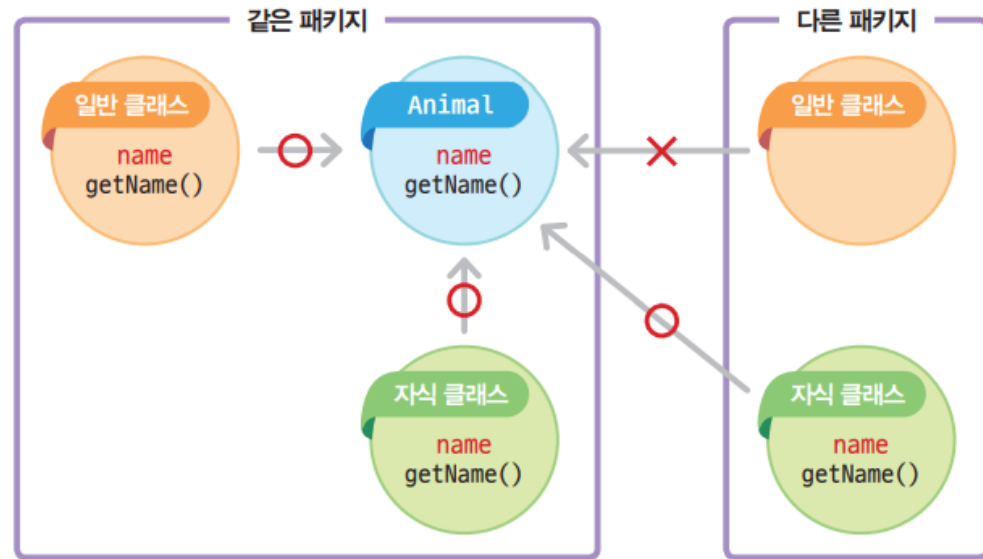 같은 패키지
다른 패키지
일반 클래스
name
getName()
Animal
name
getName()
일반 클래스
자식 클래스
name
getName()
자식 클래스
name
getName()